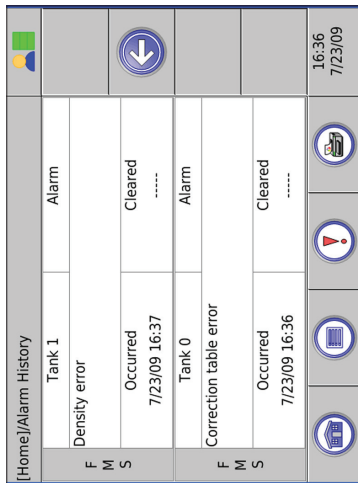 [Home]/Alarm History
F
M
S
Tank 1
Alarm
Density error
Occurred
Cleared
7/23/09 16:37
-----
F
M
S
Tank 0
Alarm
Correction table error
Occurred
Cleared
7/23/09 16:36
-----
16:36
7/23/09